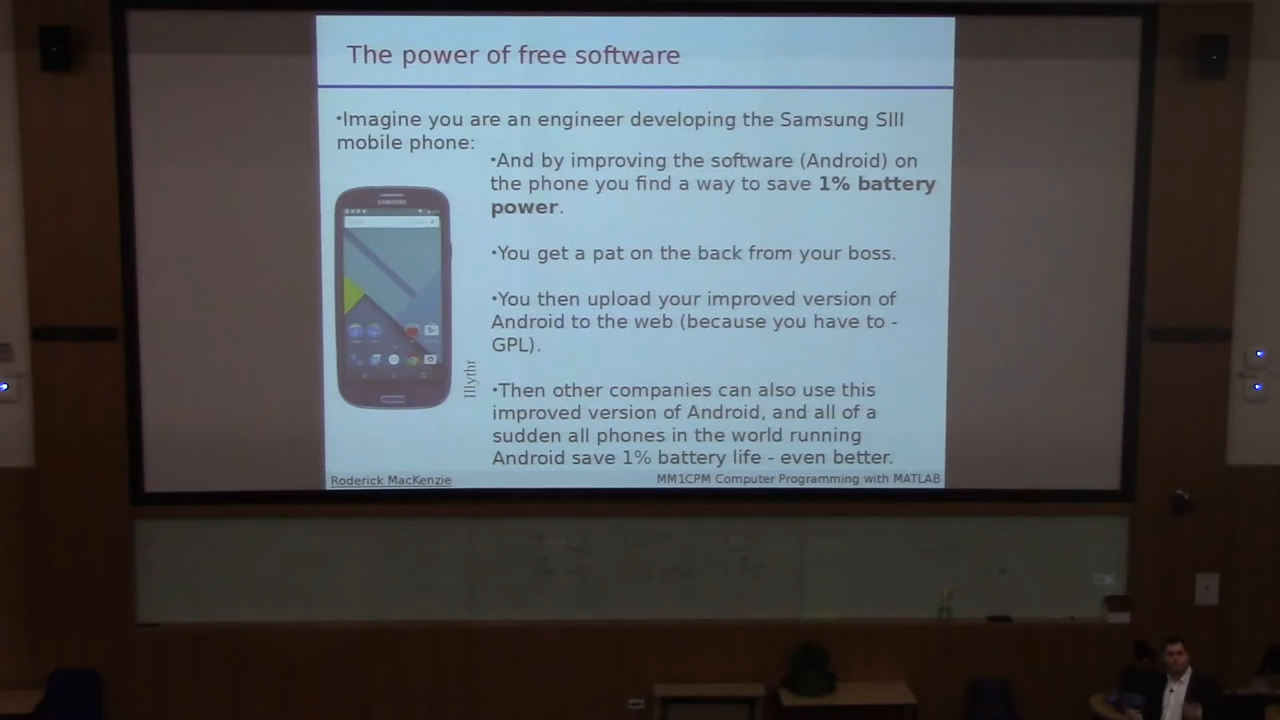 The power of free software
•Imagine you are an engineer developing the Samsung SIII
mobile phone:
•And by improving the software (Android) on
the phone you find a way to save 1% battery
power.
•You get a pat on the back from your boss.
•You then upload your improved version of
Android to the web (because you have to -
GPL).
•Then other companies can also use this
improved version of Android, and all of a
sudden all phones in the world running
Android save 1% battery life - even better.
SAMSUNG
Illythr
Roderick MacKenzie
MM1CPM Computer Programming with MATLAB